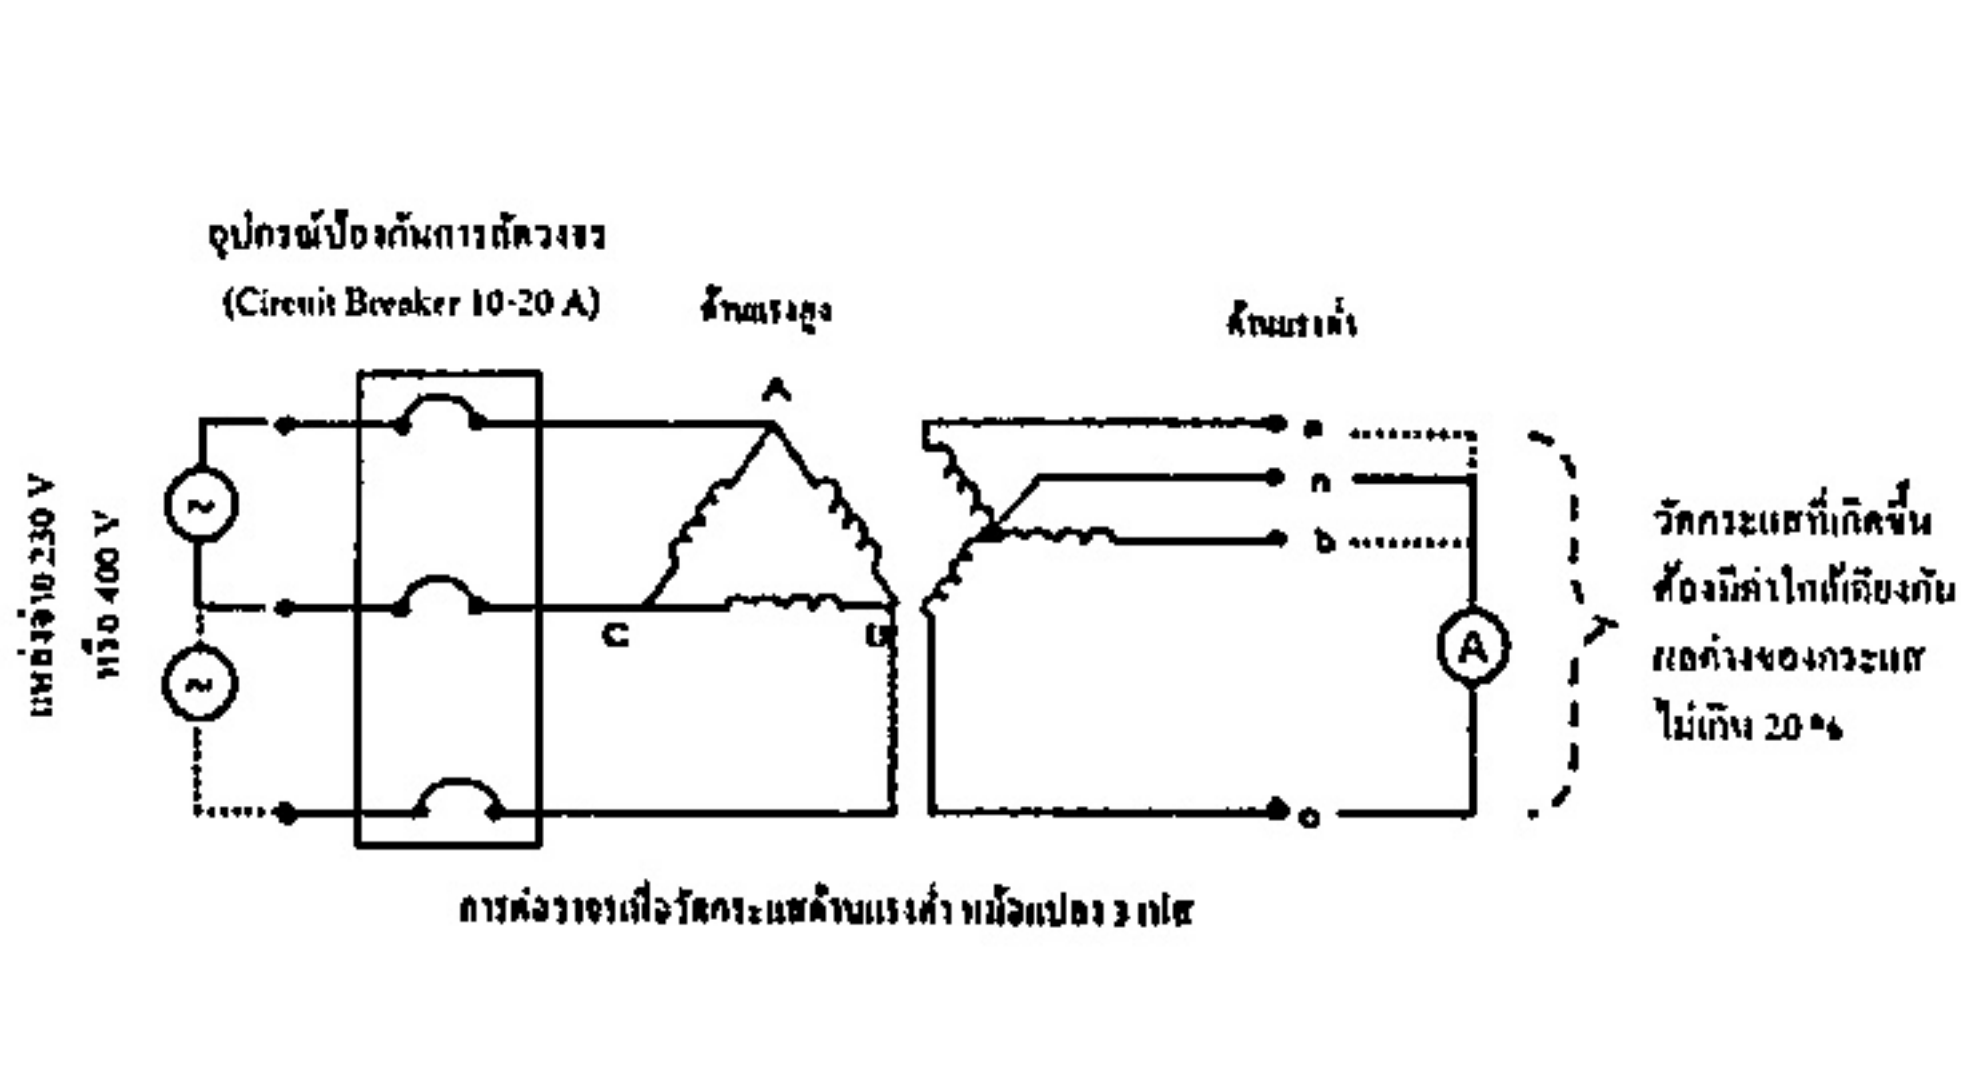 อุปกรณ์ป้องกันการลัดวงจร
(Circuit Breaker 10-20 A)
ด้านแรงสูง
ด้านแรงต่ำ
แหล่งจ่าย 230 V
หรือ 400 V
~
~
A
C
B
a
n
b
c
A
วัดกระแสที่เกิดขึ้น
ต้องมีค่าใกล้เคียงกัน
ผลต่างของกระแส
ไม่เกิน 20 %
การต่อวงจรเพื่อวัดกระแสด้านแรงต่ำ หม้อแปลง 3 เฟส